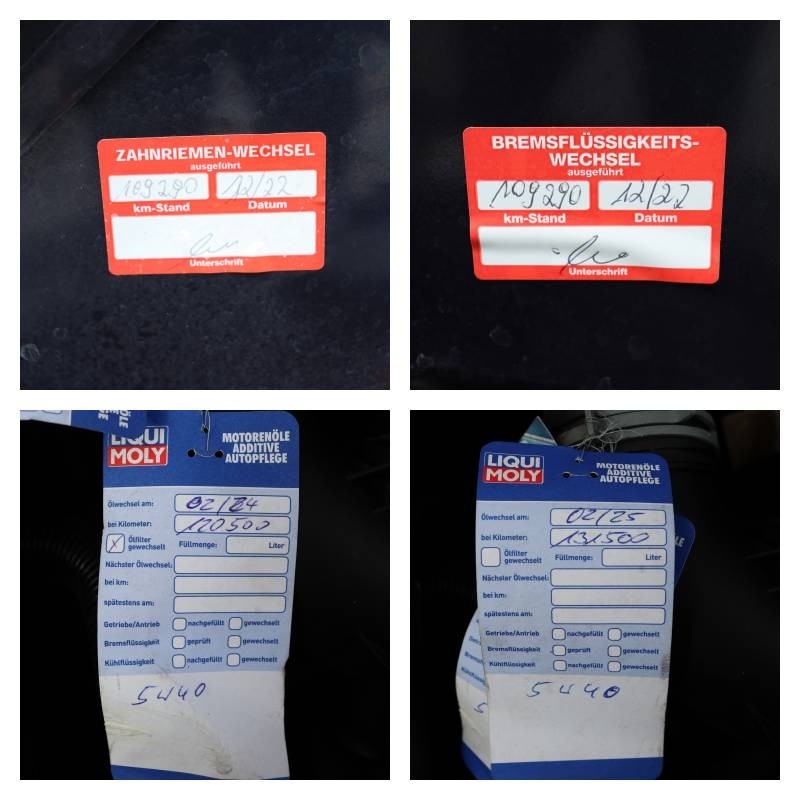 ZAHNRIEMEN-WECHSEL
ausgeführt
109290 12/22
km-Stand Datum
Unterschrift
BREMSFLÜSSIGKEITS-
WECHSEL
ausgeführt
109290 12/22
km-Stand Datum
Unterschrift
LIQUI
MOLY
MOTORENÖLE
ADDITIVE
AUTOPFLEGE
Ölwechsel am: 02/24
bei Kilometer: 120500
X Ölfilter
gewechselt Füllmenge: Liter
Nächster Ölwechsel:
bei km:
spätestens am:
Getriebe/Antrieb nachgefüllt gewechselt
Bremsflüssigkeit geprüft gewechselt
Kühlflüssigkeit nachgefüllt gewechselt
5W40
LIQUI
MOLY
MOTORENÖLE
ADDITIVE
AUTOPFLEGE
Ölwechsel am: 02/25
bei Kilometer: 131500
Ölfilter
gewechselt Füllmenge: Liter
Nächster Ölwechsel:
bei km:
spätestens am:
Getriebe/Antrieb nachgefüllt gewechselt
Bremsflüssigkeit geprüft gewechselt
Kühlflüssigkeit nachgefüllt gewechselt
5W40